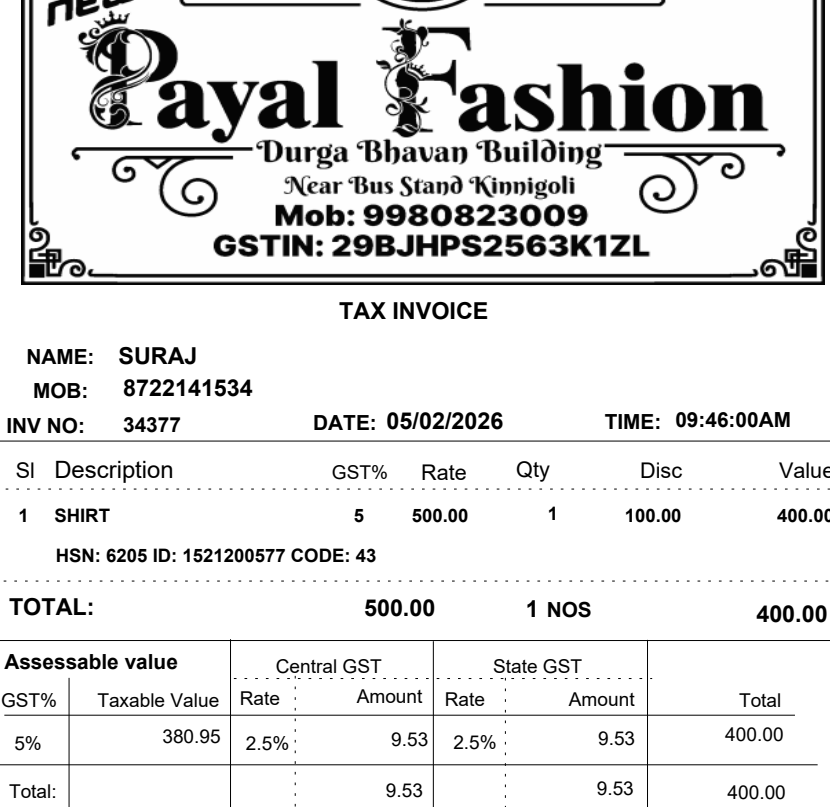 Payal Fashion
Durga Bhavan Building
Near Bus Stand Kinnigoli
Mob: 9980823009
GSTIN: 29BJHPS2563K1ZL
TAX INVOICE
NAME: SURAJ
MOB: 8722141534
INV NO: 34377 DATE: 05/02/2026 TIME: 09:46:00AM
Sl Description GST% Rate Qty Disc Value
1 SHIRT 5 500.00 1 100.00 400.00
HSN: 6205 ID: 1521200577 CODE: 43
TOTAL: 500.00 1 NOS 400.00
Assessable value Central GST State GST
GST% Taxable Value Rate Amount Rate Amount Total
5% 380.95 2.5% 9.53 2.5% 9.53 400.00
Total: 9.53 9.53 400.00